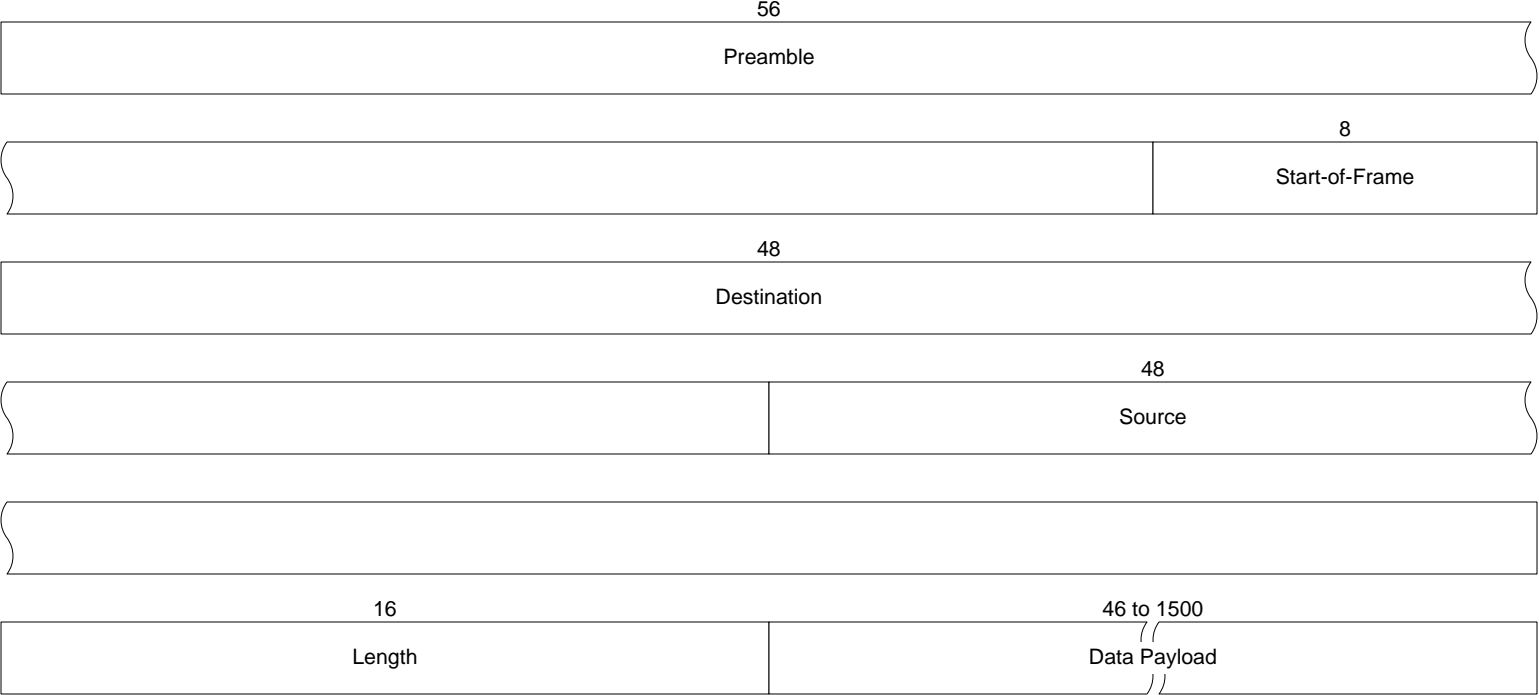 56
Preamble
8
Start-of-Frame
48
Destination
48
Source
16
46 to 1500
Length
Data Payload